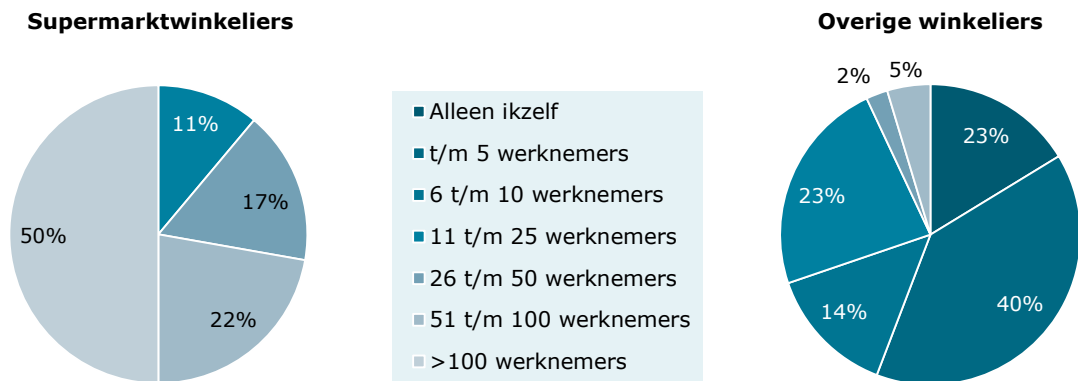 Supermarktwinkeliers
11%
17%
22%
50%
Alleen ikzelf
t/m 5 werknemers
6 t/m 10 werknemers
11 t/m 25 werknemers
26 t/m 50 werknemers
51 t/m 100 werknemers
>100 werknemers
Overige winkeliers
23%
40%
14%
23%
2%
5%